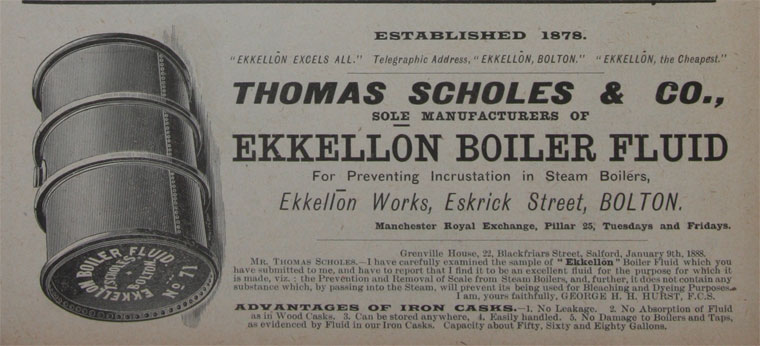 ESTABLISHED 1878.
"EKKELLŌN EXCELS ALL." Telegraphic Address, "EKKELLŌN, BOLTON." "EKKELLŌN, the Cheapest."
THOMAS SCHOLES & CO.,
SOLE MANUFACTURERS OF
EKKELLŌN BOILER FLUID
For Preventing Incrustation in Steam Boilers,
Ekkellōn Works, Eskrick Street, BOLTON.
Manchester Royal Exchange, Pillar 25, Tuesdays and Fridays.
Grenville House, 22, Blackfriars Street, Salford, January 9th, 1888.
MR. THOMAS SCHOLES.—I have carefully examined the sample of "Ekkellon" Boiler Fluid which you
have submitted to me, and have to report that I find it to be an excellent fluid for the purpose for which it
is made, viz.: the Prevention and Removal of Scale from Steam Boilers, and, further, it does not contain any
substance which, by passing into the Steam, will prevent its being used for Bleaching and Dyeing Purposes.
I am, yours faithfully, GEORGE H. H. HURST, F.C.S.
ADVANTAGES OF IRON CASKS.—1. No Leakage. 2. No Absorption of Fluid
as in Wood Casks. 3. Can be stored anywhere, 4. Easily handled. 5. No Damage to Boilers and Taps,
as evidenced by Fluid in our Iron Casks. Capacity about Fifty, Sixty and Eighty Gallons.
EKKELLON BOILER FLUID
SCHOLES
BOLTON